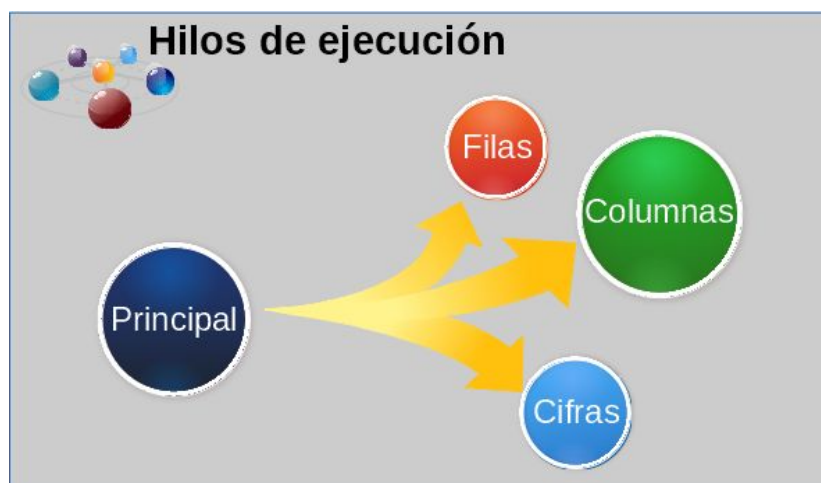 Hilos de ejecución
Filas
Columnas
Principal
Cifras